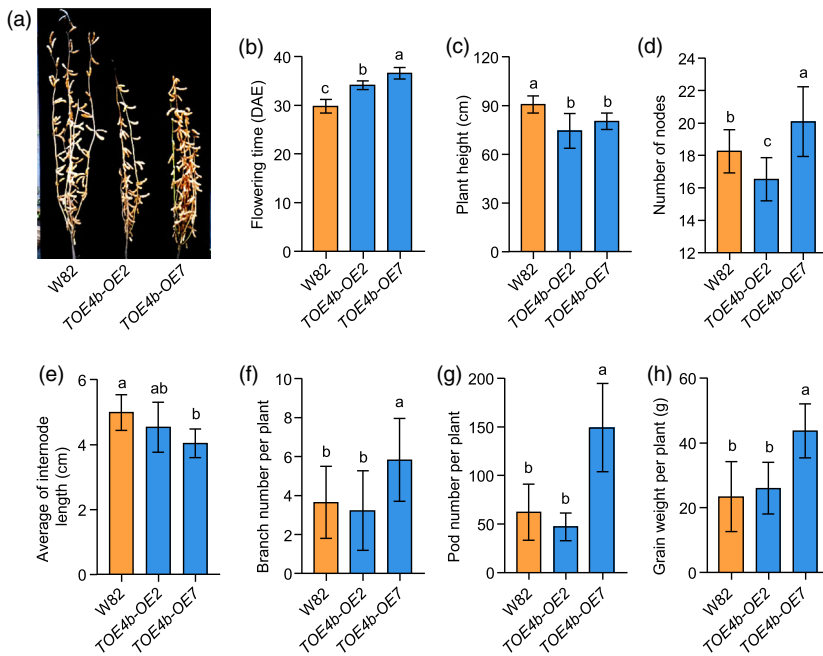 (a)
W82
TOE4b-OE2
TOE4b-OE7
(b)
Flowering time (DAE)
40
30
20
10
0
c
b
a
W82
TOE4b-OE2
TOE4b-OE7
(c)
Plant height (cm)
120
90
60
30
0
a
b
b
W82
TOE4b-OE2
TOE4b-OE7
(d)
Number of nodes
24
22
20
18
16
14
12
b
c
a
W82
TOE4b-OE2
TOE4b-OE7
(e)
Average of internode
length (cm)
6
4
2
0
a
ab
b
W82
TOE4b-OE2
TOE4b-OE7
(f)
Branch number per plant
10
8
6
4
2
0
b
b
a
W82
TOE4b-OE2
TOE4b-OE7
(g)
Pod number per plant
200
150
100
50
0
b
b
a
W82
TOE4b-OE2
TOE4b-OE7
(h)
Grain weight per plant (g)
60
40
20
0
b
b
a
W82
TOE4b-OE2
TOE4b-OE7